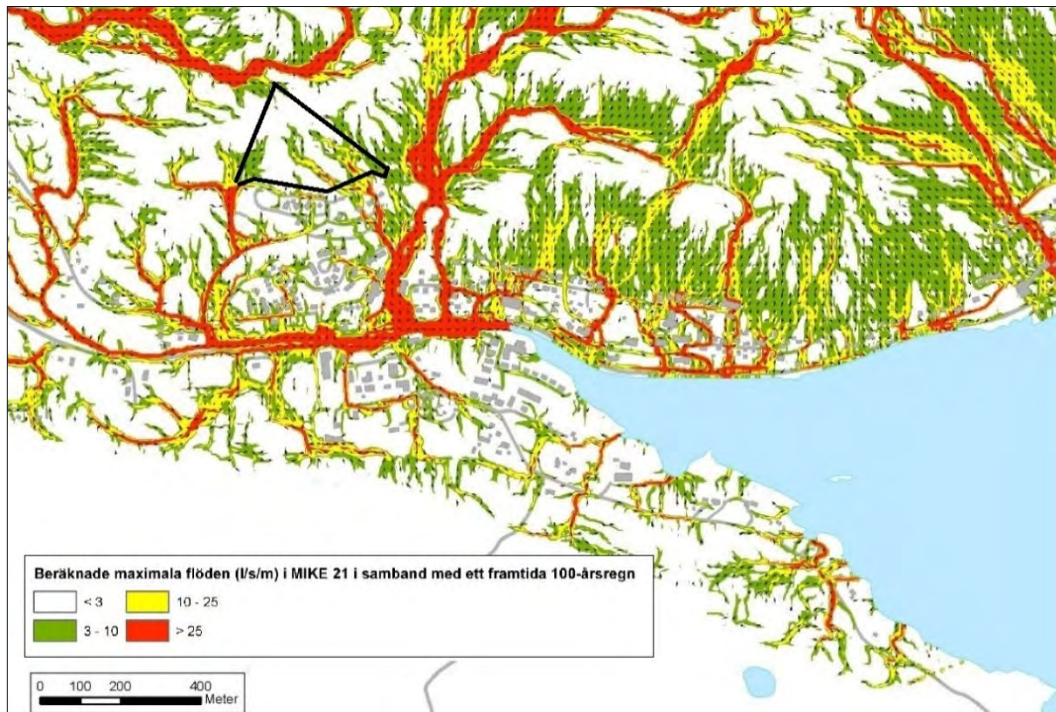 Beräknade maximala flöden (l/s/m) i MIKE 21 i samband med ett framtida 100-årsregn
< 3 10 - 25
3 - 10 > 25
0 100 200 400
Meter